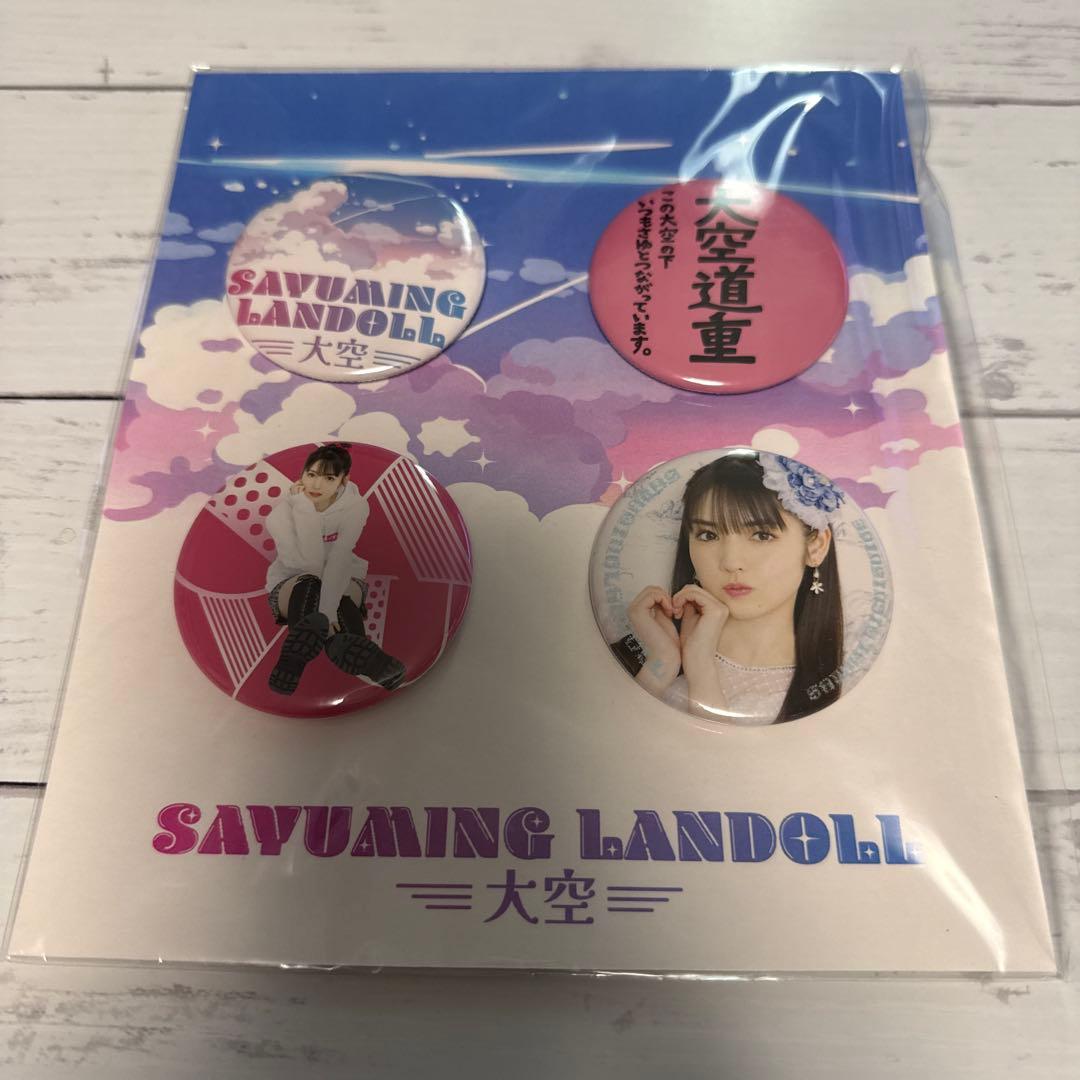 SAYUMING
LANDOLL
大空
大空道重
この大空の下
いつもさゆとつながっています。
SAYUMING LANDOLL
大空